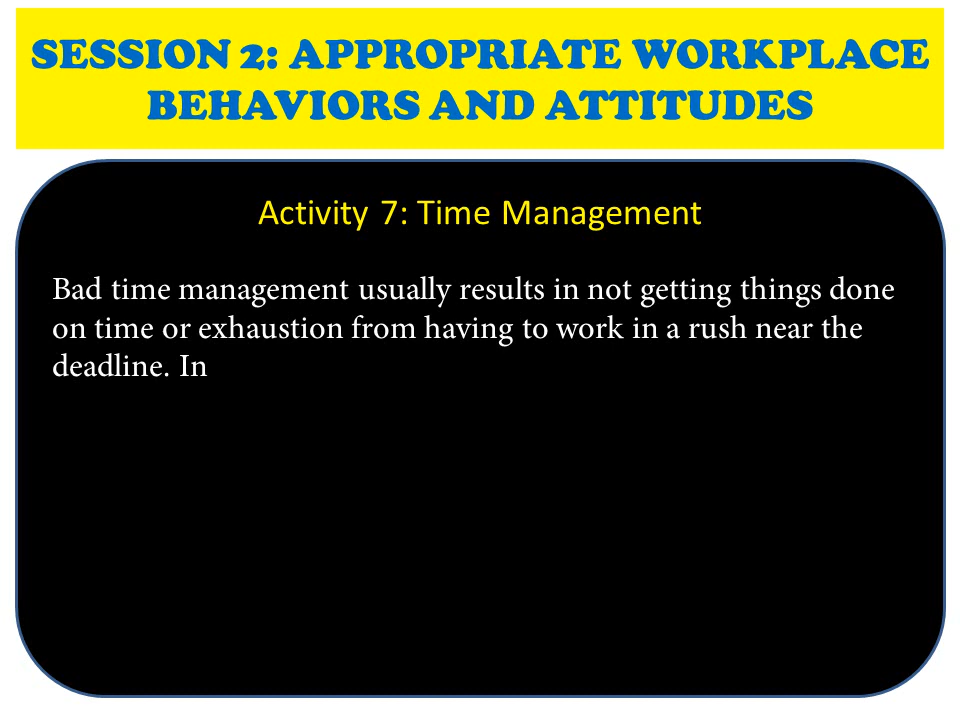 SESSION 2: APPROPRIATE WORKPLACE
BEHAVIORS AND ATTITUDES
Activity 7: Time Management
Bad time management usually results in not getting things done
on time or exhaustion from having to work in a rush near the
deadline. In